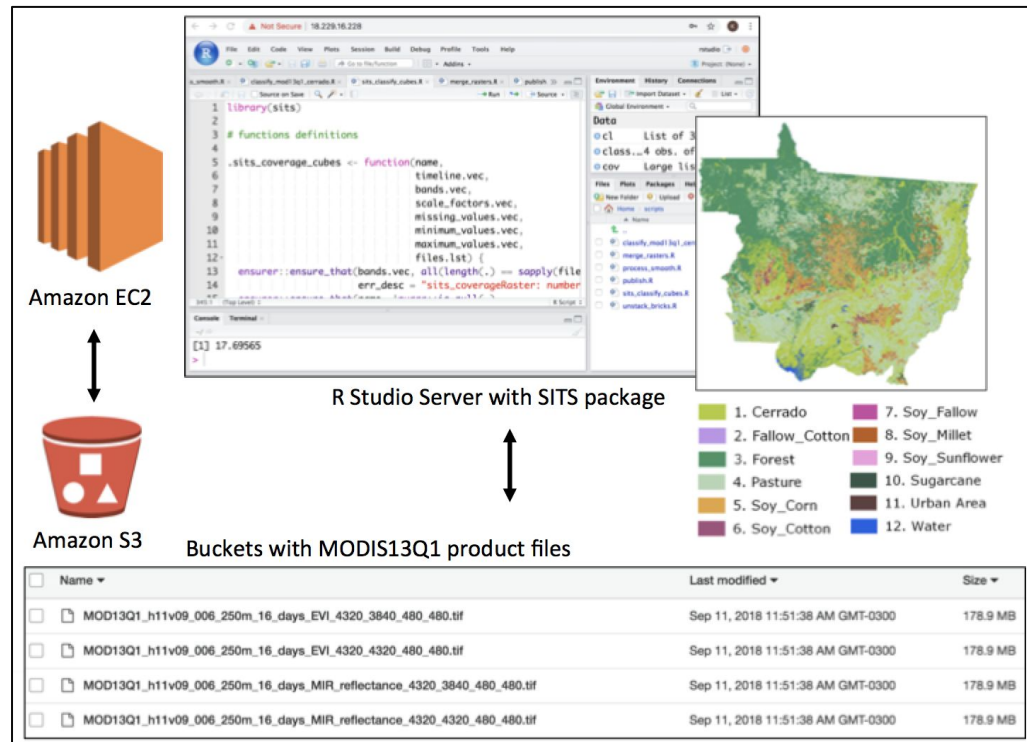 Not Secure | 18.229.16.228
R File Edit Code View Plots Session Build Debug Profile Tools Help
rstudio
Go to file/function
Addins
Project: (None)
s_smooth.R classify_mod13q1_cerrado.R sits_classify_cubes.R merge_rasters.R publish
Source on Save Run Source
1 library(sits)
2
3 # functions definitions
4
5 .sits_coverage_cubes <- function(name,
6 timeline.vec,
7 bands.vec,
8 scale_factors.vec,
9 missing_values.vec,
10 minimum_values.vec,
11 maximum_values.vec,
12 files.lst) {
13 ensurer::ensure_that(bands.vec, all(length(.) == sapply(file
14 err_desc = "sits_coverageRaster: number
(Top Level) R Script
Console Terminal
[1] 17.69565
>
Environment History Connections
Import Dataset List
Global Environment
Data
cl List of 3
class... 4 obs. of
cov Large lis
Files Plots Packages Hel
New Folder Upload
Home scripts
Name
..
classify_mod13q1_cer
merge_rasters.R
process_smooth.R
publish.R
sits_classify_cubes.R
unstack_bricks.R
Amazon EC2
Amazon S3
R Studio Server with SITS package
1. Cerrado
2. Fallow_Cotton
3. Forest
4. Pasture
5. Soy_Corn
6. Soy_Cotton
7. Soy_Fallow
8. Soy_Millet
9. Soy_Sunflower
10. Sugarcane
11. Urban Area
12. Water
Buckets with MODIS13Q1 product files
Name Last modified Size
MOD13Q1_h11v09_006_250m_16_days_EVI_4320_3840_480_480.tif Sep 11, 2018 11:51:38 AM GMT-0300 178.9 MB
MOD13Q1_h11v09_006_250m_16_days_EVI_4320_4320_480_480.tif Sep 11, 2018 11:51:38 AM GMT-0300 178.9 MB
MOD13Q1_h11v09_006_250m_16_days_MIR_reflectance_4320_3840_480_480.tif Sep 11, 2018 11:51:38 AM GMT-0300 178.9 MB
MOD13Q1_h11v09_006_250m_16_days_MIR_reflectance_4320_4320_480_480.tif Sep 11, 2018 11:51:38 AM GMT-0300 178.9 MB